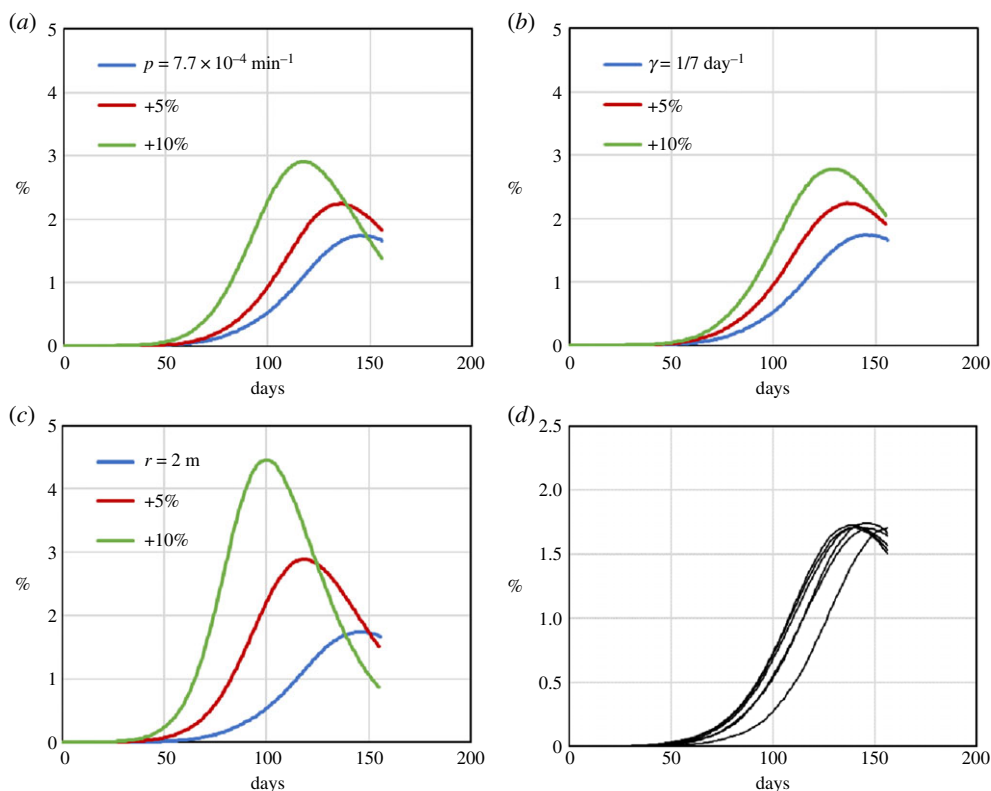 (a)
5
4
3
2
1
0
%
p = 7.7 × 10⁻⁴ min⁻¹
+5%
+10%
0 50 100 150 200
days
(b)
5
4
3
2
1
0
%
γ = 1/7 day⁻¹
+5%
+10%
0 50 100 150 200
days
(c)
5
4
3
2
1
0
%
r = 2 m
+5%
+10%
0 50 100 150 200
days
(d)
2.5
2.0
1.5
1.0
0.5
0
%
0 50 100 150 200
days